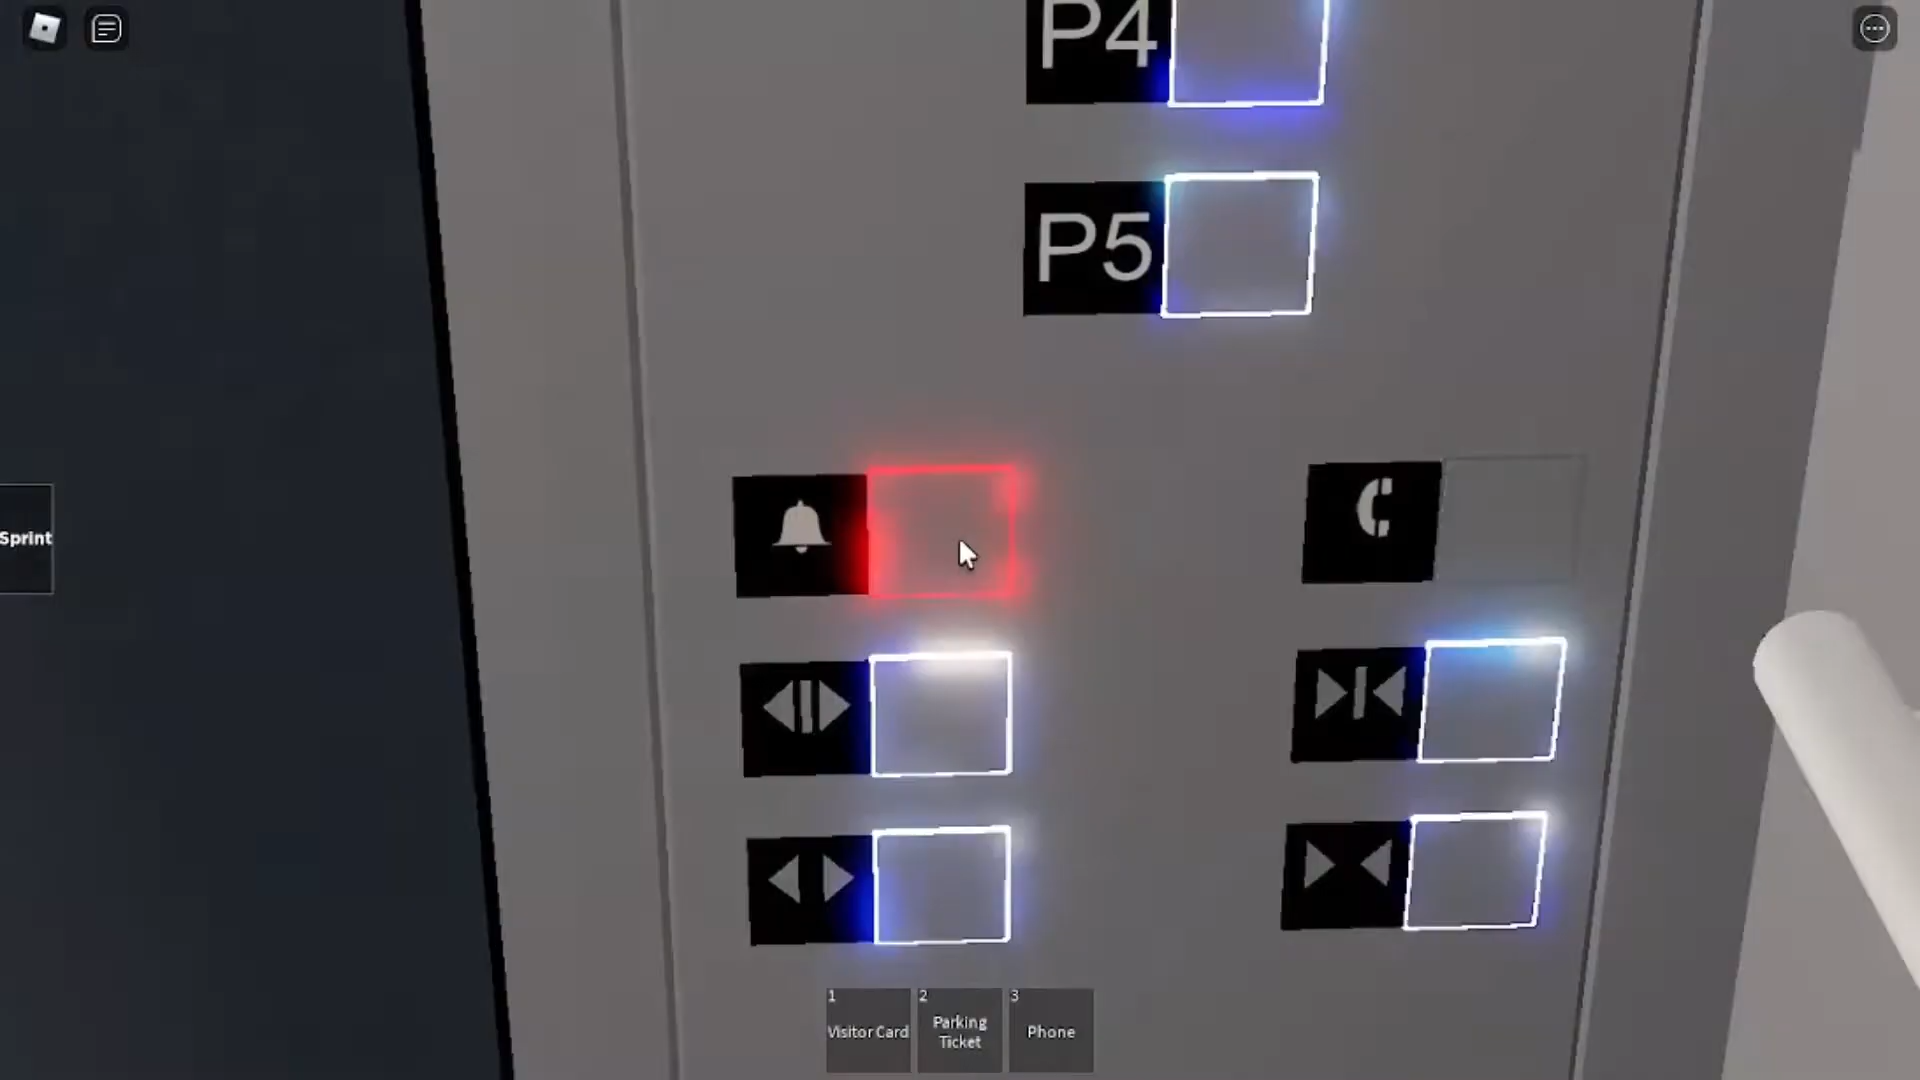 P4
P5
Sprint
1
Visitor Card
2
Parking
Ticket
3
Phone